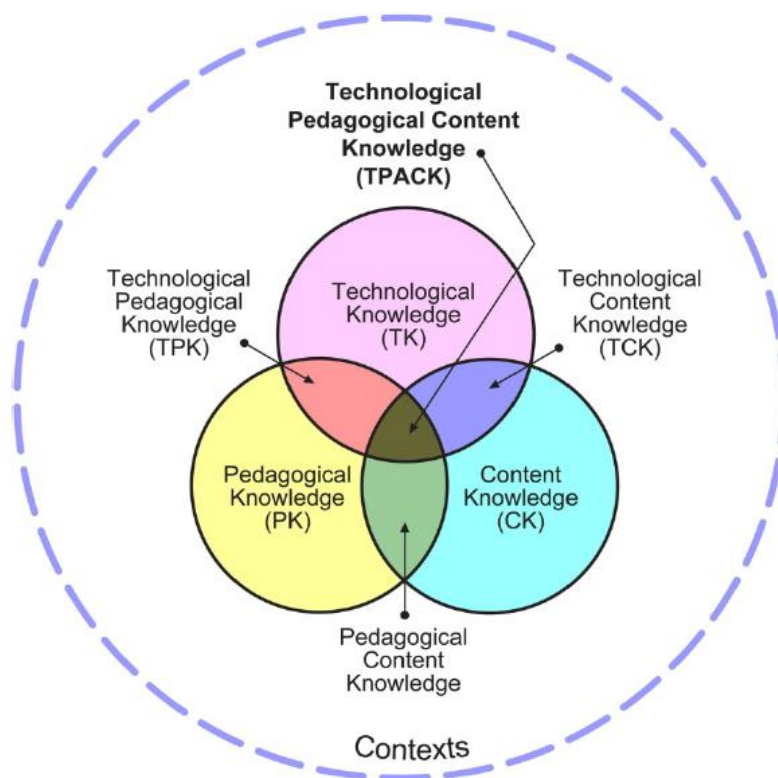 Technological
Pedagogical Content
Knowledge
(TPACK)
Technological
Pedagogical
Knowledge
(TPK)
Technological
Knowledge
(TK)
Technological
Content
Knowledge
(TCK)
Pedagogical
Knowledge
(PK)
Content
Knowledge
(CK)
Pedagogical
Content
Knowledge
Contexts